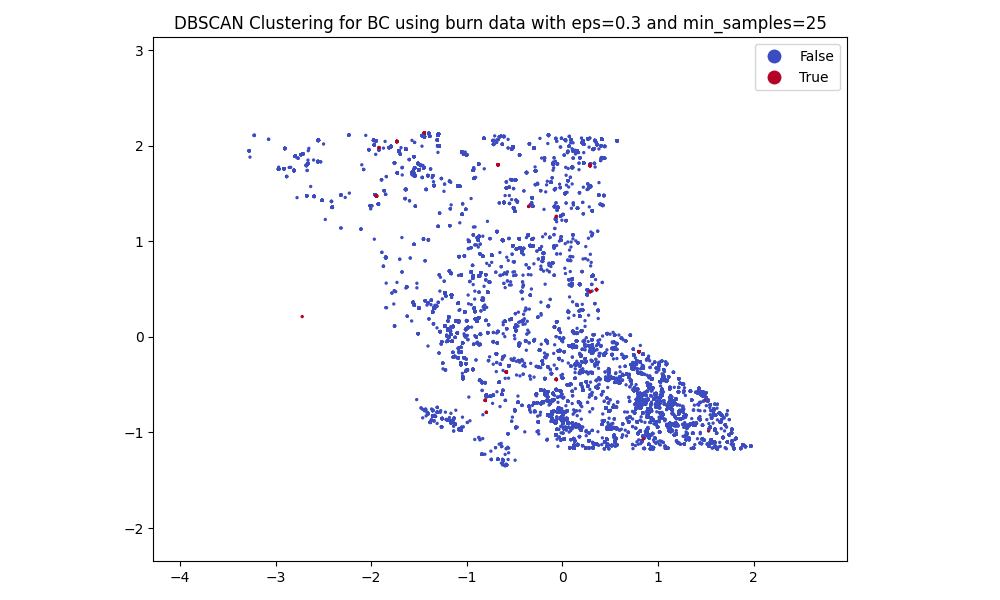 DBSCAN Clustering for BC using burn data with eps=0.3 and min_samples=25
False
True
3
2
1
0
−1
−2
−4 −3 −2 −1 0 1 2